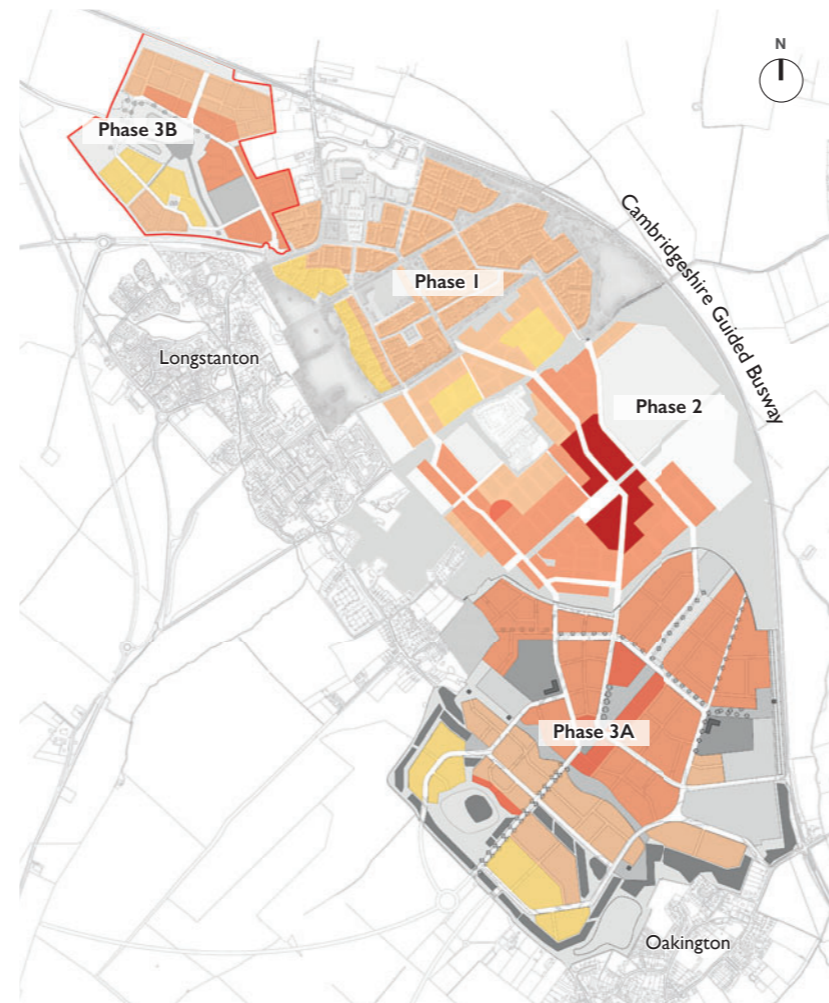 N
Phase 3B
Cambridgeshire Guided Busway
Phase 1
Longstanton
Phase 2
Phase 3A
Oakington